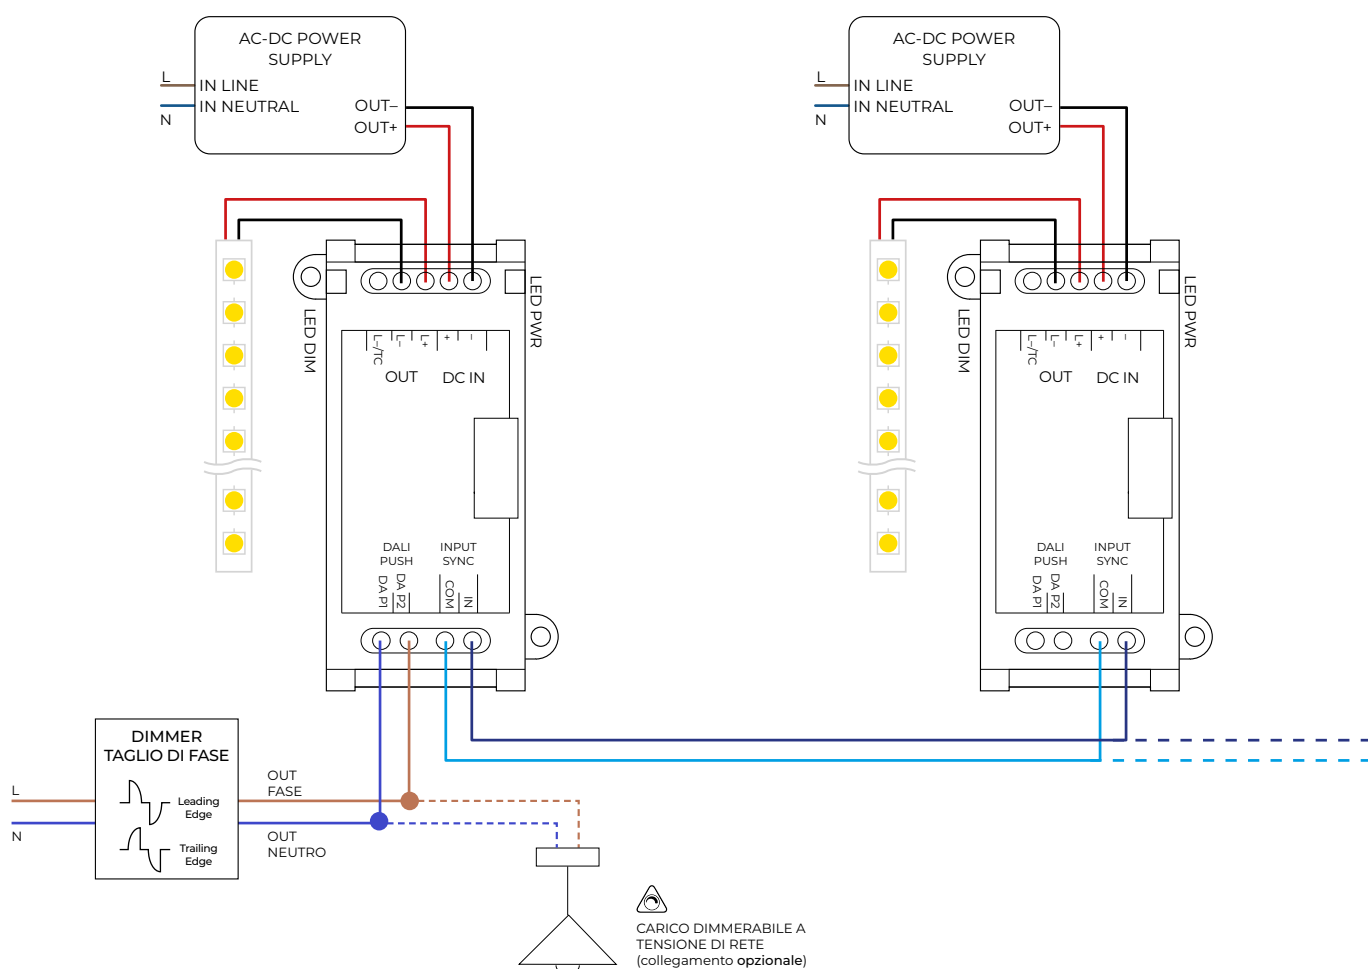 AC-DC POWER
SUPPLY
L
IN LINE
IN NEUTRAL
N
OUT–
OUT+
AC-DC POWER
SUPPLY
L
IN LINE
IN NEUTRAL
N
OUT–
OUT+
LED PWR
LED DIM
L–/TC
L–
L+
+
–
OUT
DC IN
LED PWR
LED DIM
L–/TC
L–
L+
+
–
OUT
DC IN
DALI
PUSH
INPUT
SYNC
DA P1
DA P2
COM
IN
DALI
PUSH
INPUT
SYNC
DA P1
DA P2
COM
IN
DIMMER
TAGLIO DI FASE
L
N
Leading
Edge
Trailing
Edge
OUT
FASE
OUT
NEUTRO
CARICO DIMMERABILE A
TENSIONE DI RETE
(collegamento opzionale)